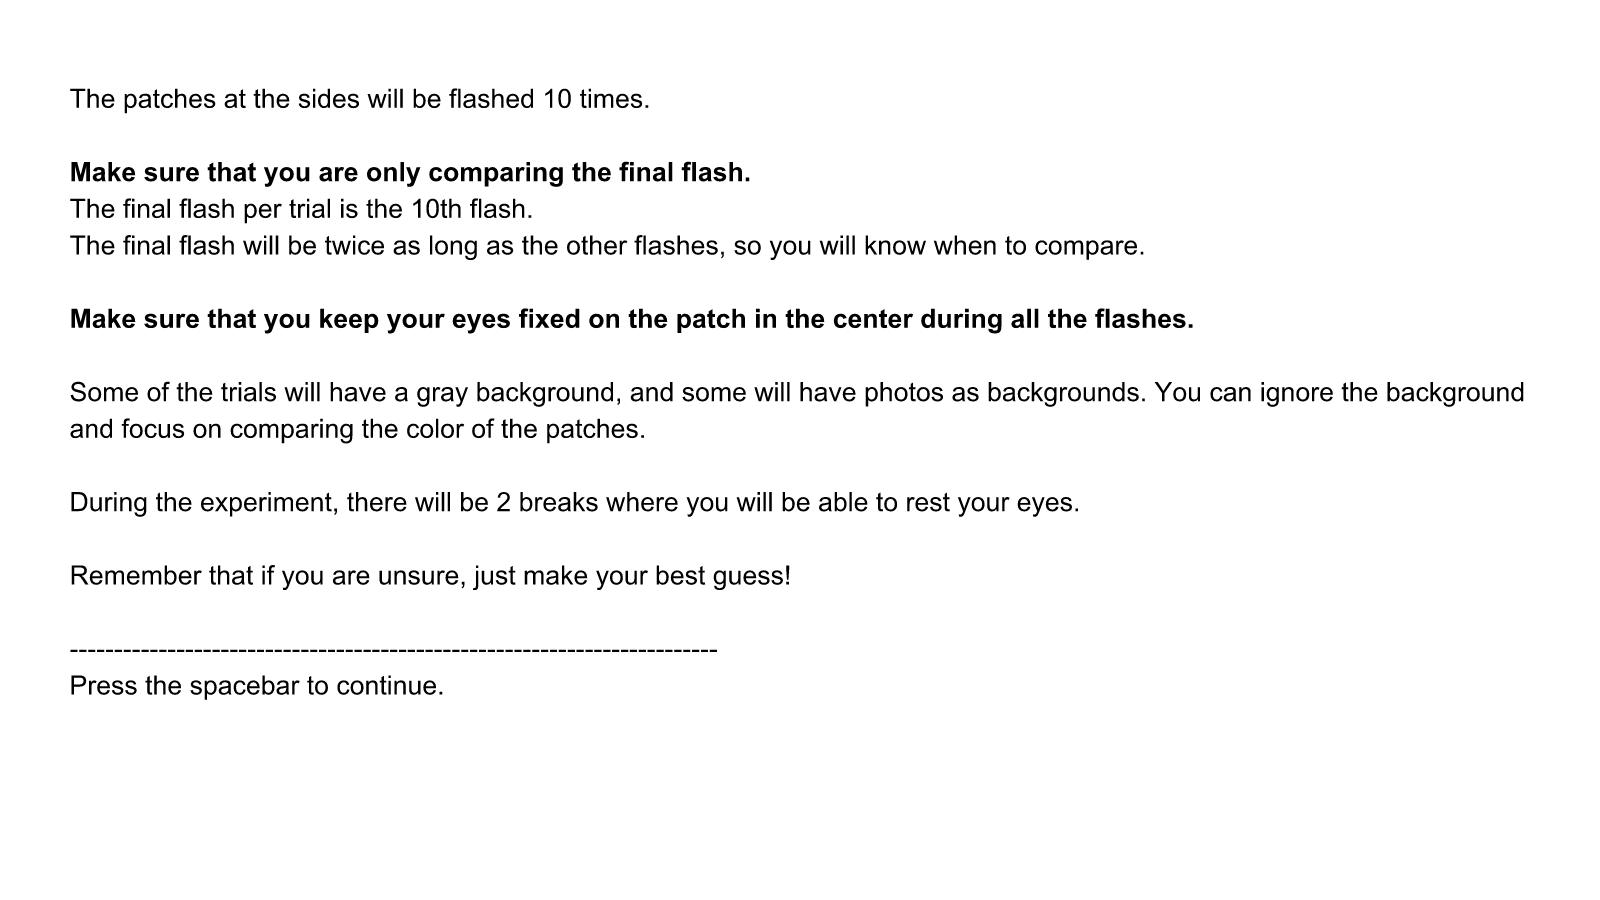 The patches at the sides will be flashed 10 times.
Make sure that you are only comparing the final flash.
The final flash per trial is the 10th flash.
The final flash will be twice as long as the other flashes, so you will know when to compare.
Make sure that you keep your eyes fixed on the patch in the center during all the flashes.
Some of the trials will have a gray background, and some will have photos as backgrounds. You can ignore the background
and focus on comparing the color of the patches.
During the experiment, there will be 2 breaks where you will be able to rest your eyes.
Remember that if you are unsure, just make your best guess!
-------------------------------------------------------------------------
Press the spacebar to continue.